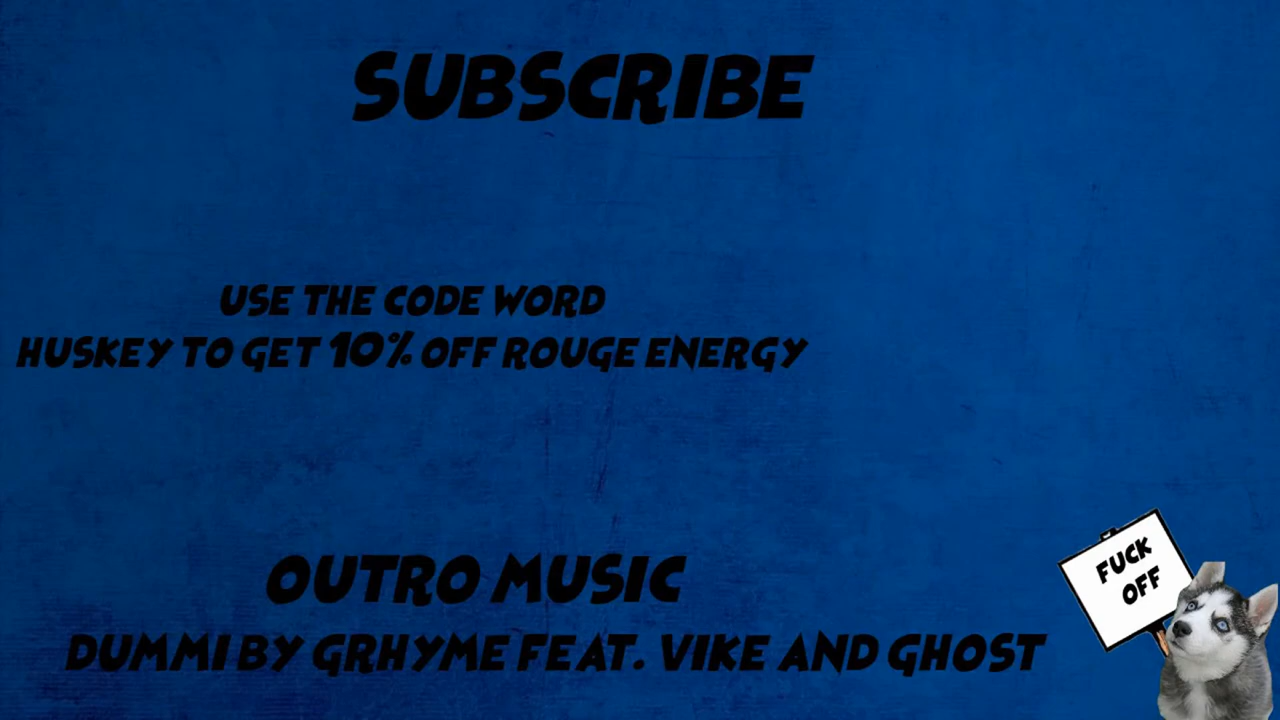 SUBSCRIBE
USE THE CODE WORD
HUSKEY TO GET 10% OFF ROUGE ENERGY
FUCK
OFF
OUTRO MUSIC
DUMMI BY GRHYME FEAT. VIKE AND GHOST